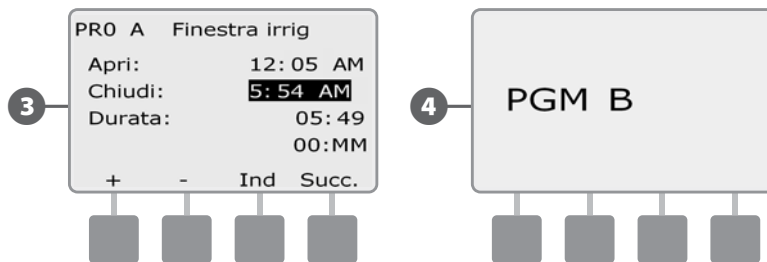 3
PR0 A Finestra irrig
Apri: 12:05 AM
Chiudi: 5:54 AM
Durata: 05:49
00:MM
+ - Ind Succ.
4
PGM B